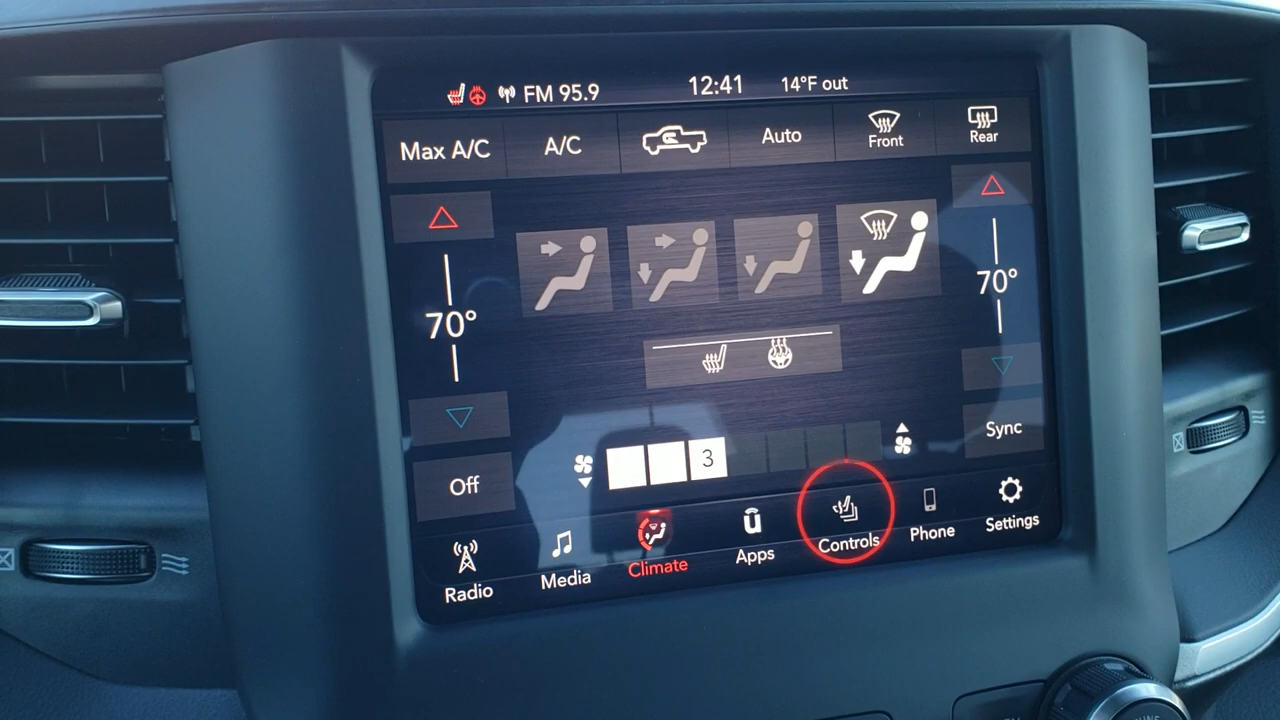 FM 95.9 12:41 14°F out
Max A/C A/C Auto Front Rear
70° 70°
3
Off Sync
Radio Media Climate Apps Controls Phone Settings